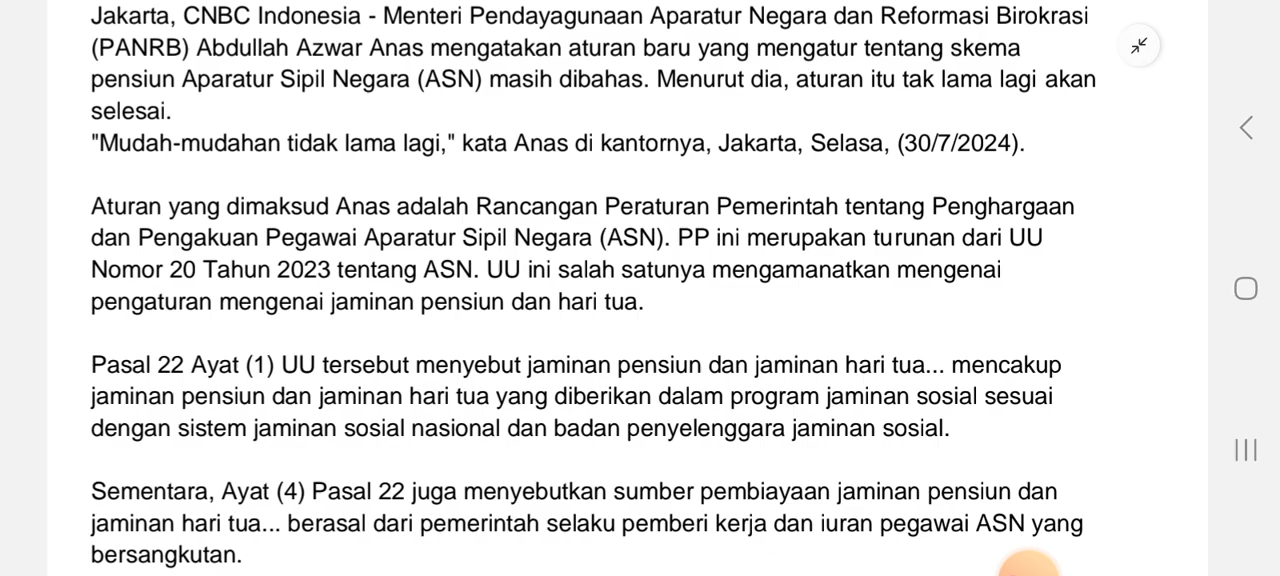 Jakarta, CNBC Indonesia - Menteri Pendayagunaan Aparatur Negara dan Reformasi Birokrasi
(PANRB) Abdullah Azwar Anas mengatakan aturan baru yang mengatur tentang skema
pensiun Aparatur Sipil Negara (ASN) masih dibahas. Menurut dia, aturan itu tak lama lagi akan
selesai.
"Mudah-mudahan tidak lama lagi," kata Anas di kantornya, Jakarta, Selasa, (30/7/2024).
Aturan yang dimaksud Anas adalah Rancangan Peraturan Pemerintah tentang Penghargaan
dan Pengakuan Pegawai Aparatur Sipil Negara (ASN). PP ini merupakan turunan dari UU
Nomor 20 Tahun 2023 tentang ASN. UU ini salah satunya mengamanatkan mengenai
pengaturan mengenai jaminan pensiun dan hari tua.
Pasal 22 Ayat (1) UU tersebut menyebut jaminan pensiun dan jaminan hari tua... mencakup
jaminan pensiun dan jaminan hari tua yang diberikan dalam program jaminan sosial sesuai
dengan sistem jaminan sosial nasional dan badan penyelenggara jaminan sosial.
Sementara, Ayat (4) Pasal 22 juga menyebutkan sumber pembiayaan jaminan pensiun dan
jaminan hari tua... berasal dari pemerintah selaku pemberi kerja dan iuran pegawai ASN yang
bersangkutan.